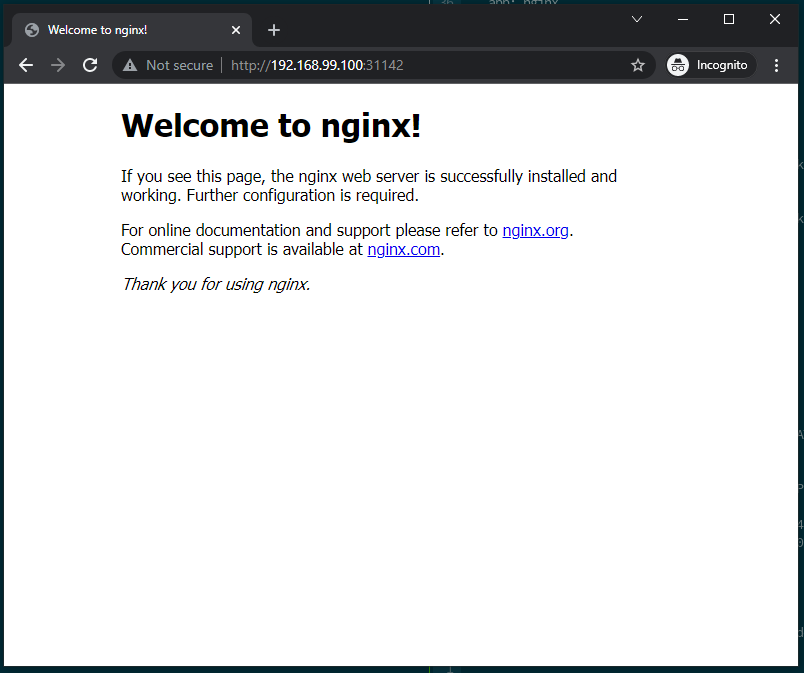 Welcome to nginx!
Not secure
http://192.168.99.100:31142
Incognito
Welcome to nginx!
If you see this page, the nginx web server is successfully installed and
working. Further configuration is required.
For online documentation and support please refer to nginx.org.
Commercial support is available at nginx.com.
Thank you for using nginx.